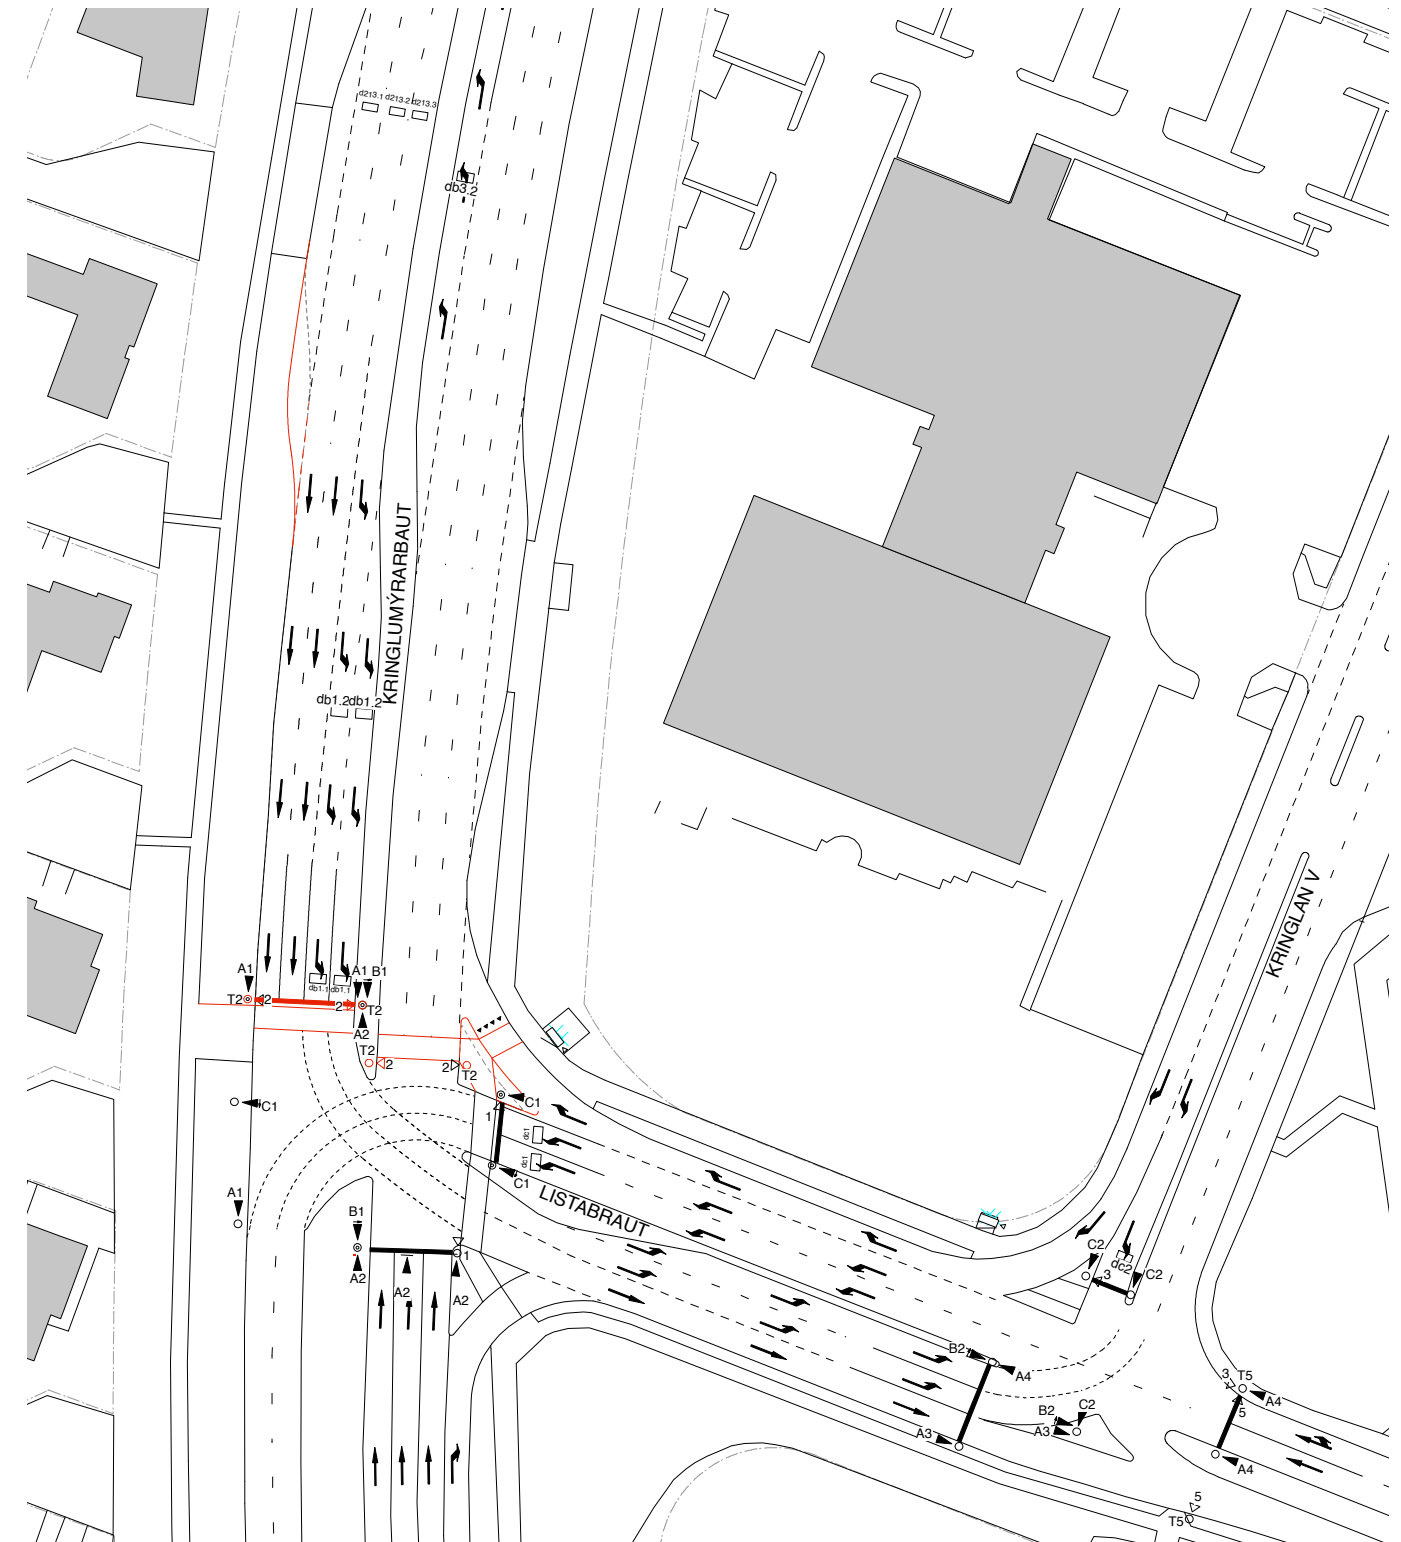 d213.1 d213.2 d213.3
db3.2
KRINGLUMÝRARBAUT
db1.2 db1.2
KRINGLAN V
A1
A1 B1
db1.1 db1.1
T2 2
2 T2
A2
T2
2
2
T2
C1
1
C1
dc1
dc1
C1
A1
LISTABRAUT
B1
1
A2
A2
A2
C2
dc2
3
C2
B2
A4
3 T5
A4
5
B2 C2
A3
A3
A4
5
T5